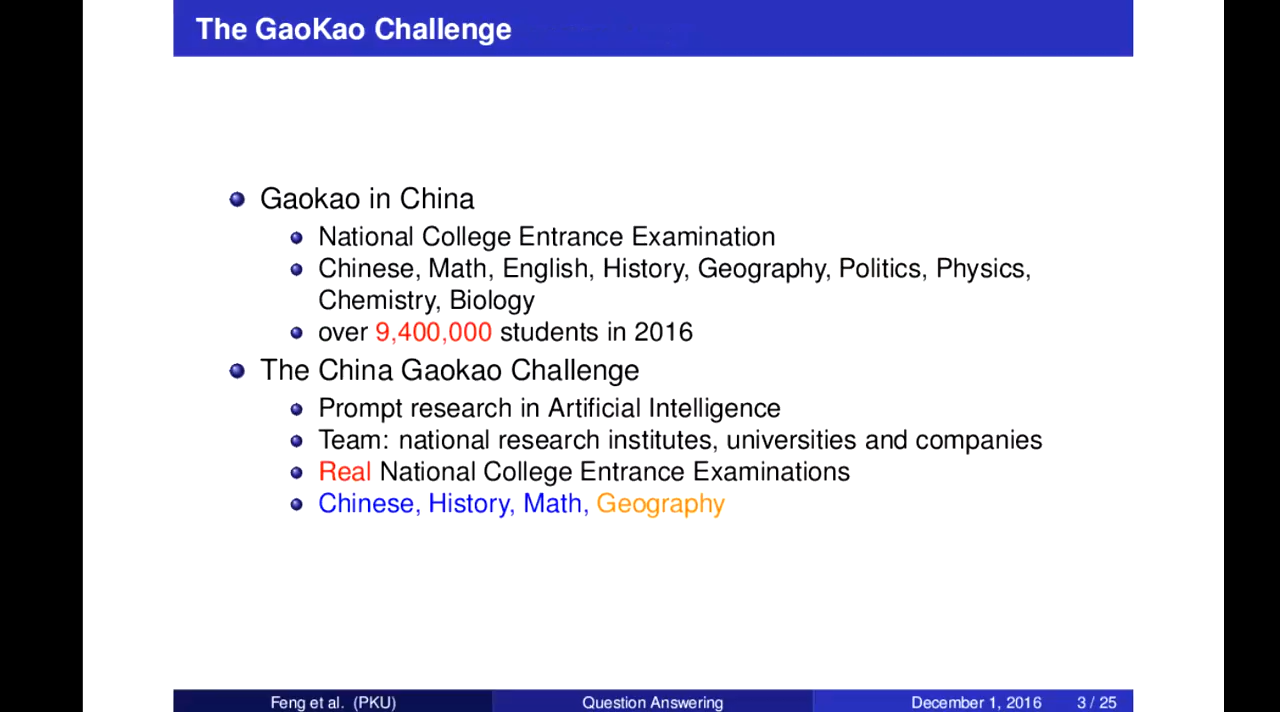 The GaoKao Challenge
Gaokao in China
National College Entrance Examination
Chinese, Math, English, History, Geography, Politics, Physics,
Chemistry, Biology
over 9,400,000 students in 2016
The China Gaokao Challenge
Prompt research in Artificial Intelligence
Team: national research institutes, universities and companies
Real National College Entrance Examinations
Chinese, History, Math, Geography
Feng et al. (PKU) Question Answering December 1, 2016 3 / 25